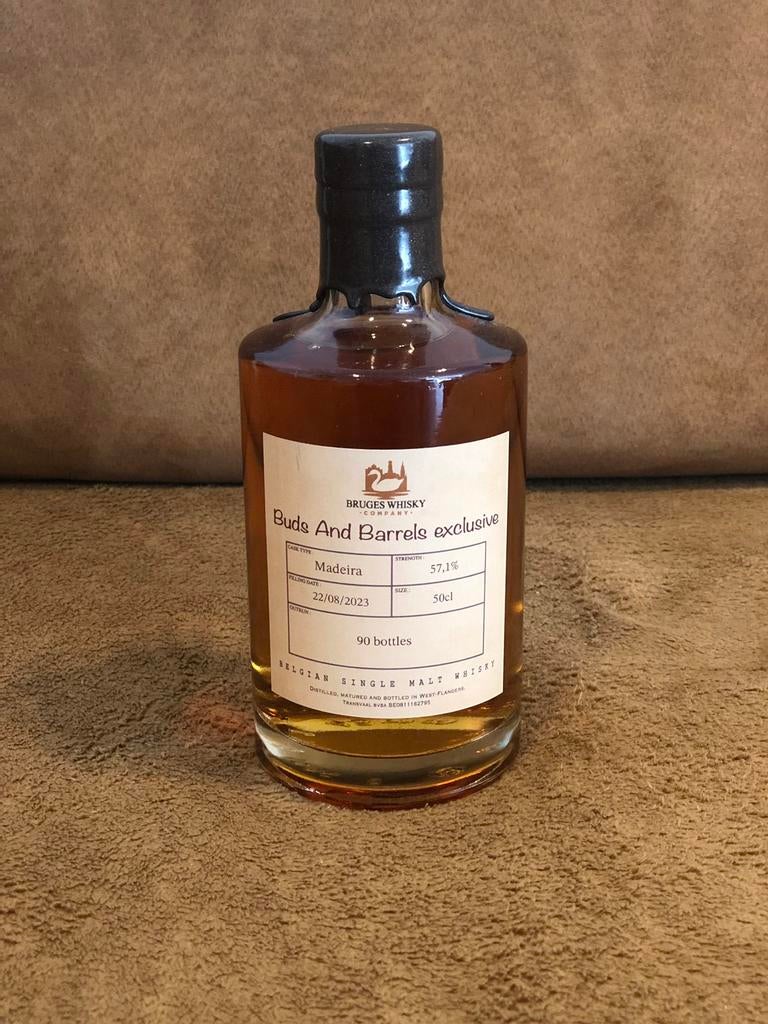 BRUGES WHISKY
·COMPANY·
Buds And Barrels exclusive
CASK TYPE:
Madeira
STRENGTH:
57,1%
FILLING DATE:
22/08/2023
SIZE:
50cl
OUTRUN:
90 bottles
BELGIAN SINGLE MALT WHISKY
DISTILLED, MATURED AND BOTTLED IN WEST-FLANDERS.
TRANSVAAL BVBA BE0811162795